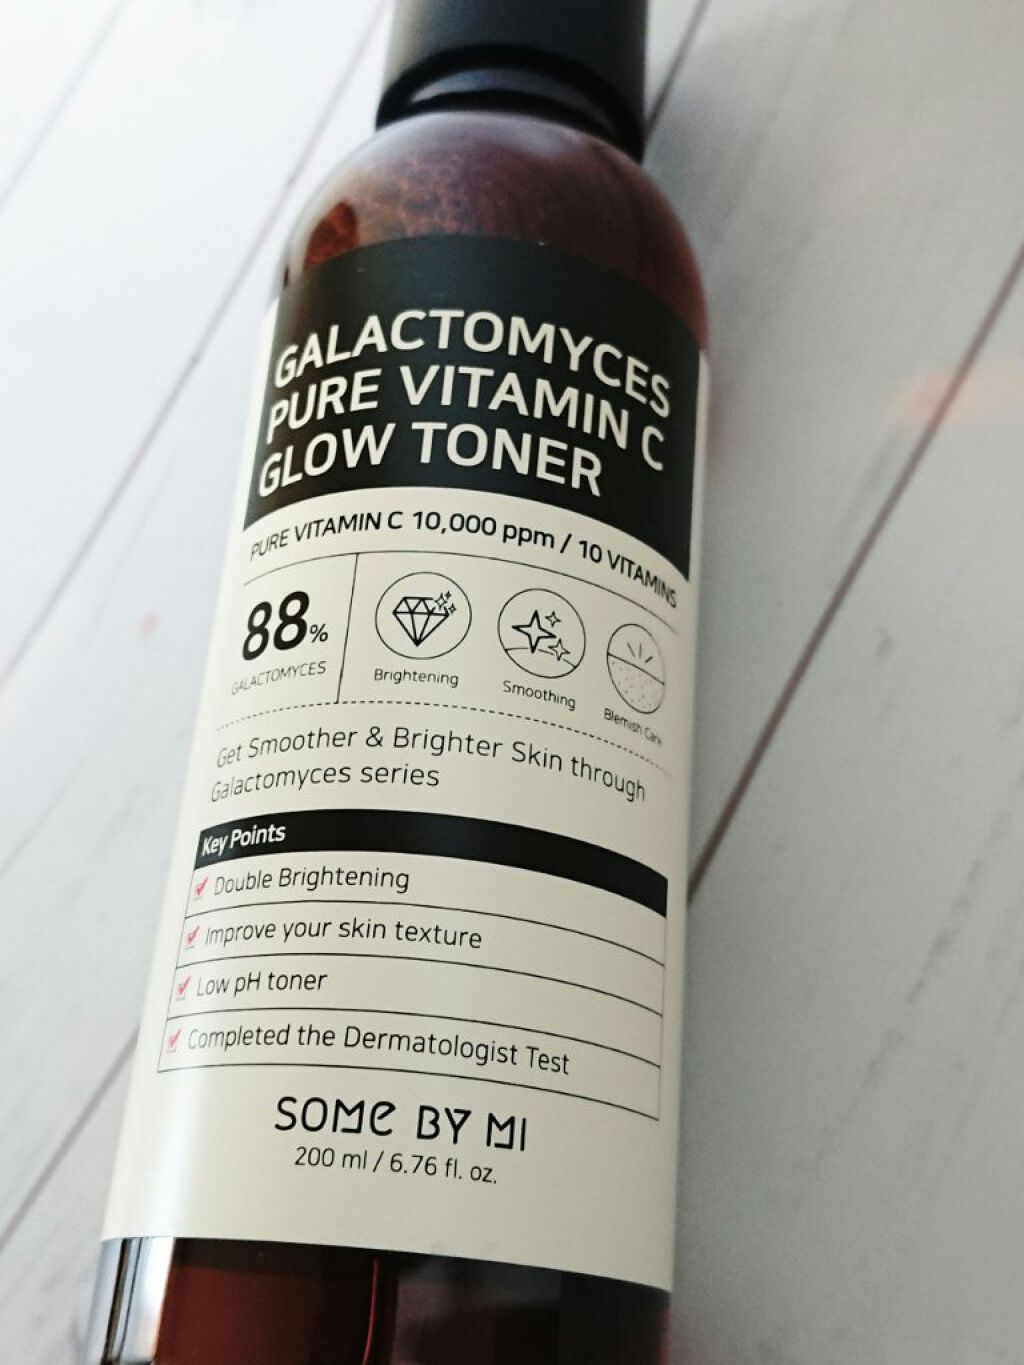 GALACTOMYCES
PURE VITAMIN C
GLOW TONER
PURE VITAMIN C 10,000 ppm / 10 VITAMINS
88%
GALACTOMYCES
Brightening
Smoothing
Blemish Care
Get Smoother & Brighter Skin through
Galactomyces series
Key Points
Double Brightening
Improve your skin texture
Low pH toner
Completed the Dermatologist Test
SOME BY MI
200 ml / 6.76 fl. oz.